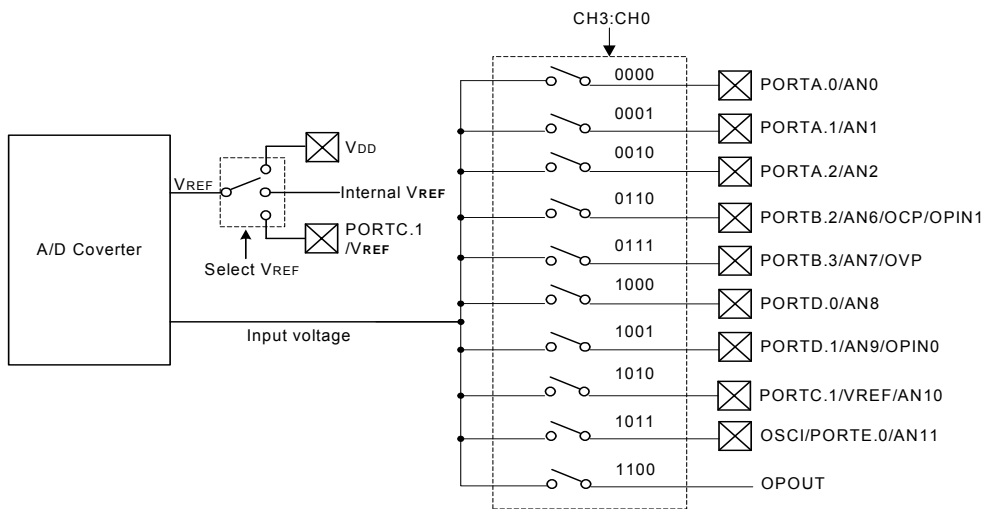 CH3:CH0
0000
PORTA.0/AN0
0001
PORTA.1/AN1
0010
PORTA.2/AN2
0110
PORTB.2/AN6/OCP/OPIN1
0111
PORTB.3/AN7/OVP
1000
PORTD.0/AN8
1001
PORTD.1/AN9/OPIN0
1010
PORTC.1/VREF/AN10
1011
OSCI/PORTE.0/AN11
1100
OPOUT
A/D Coverter
VREF
VDD
Internal VREF
PORTC.1
/VREF
Select VREF
Input voltage